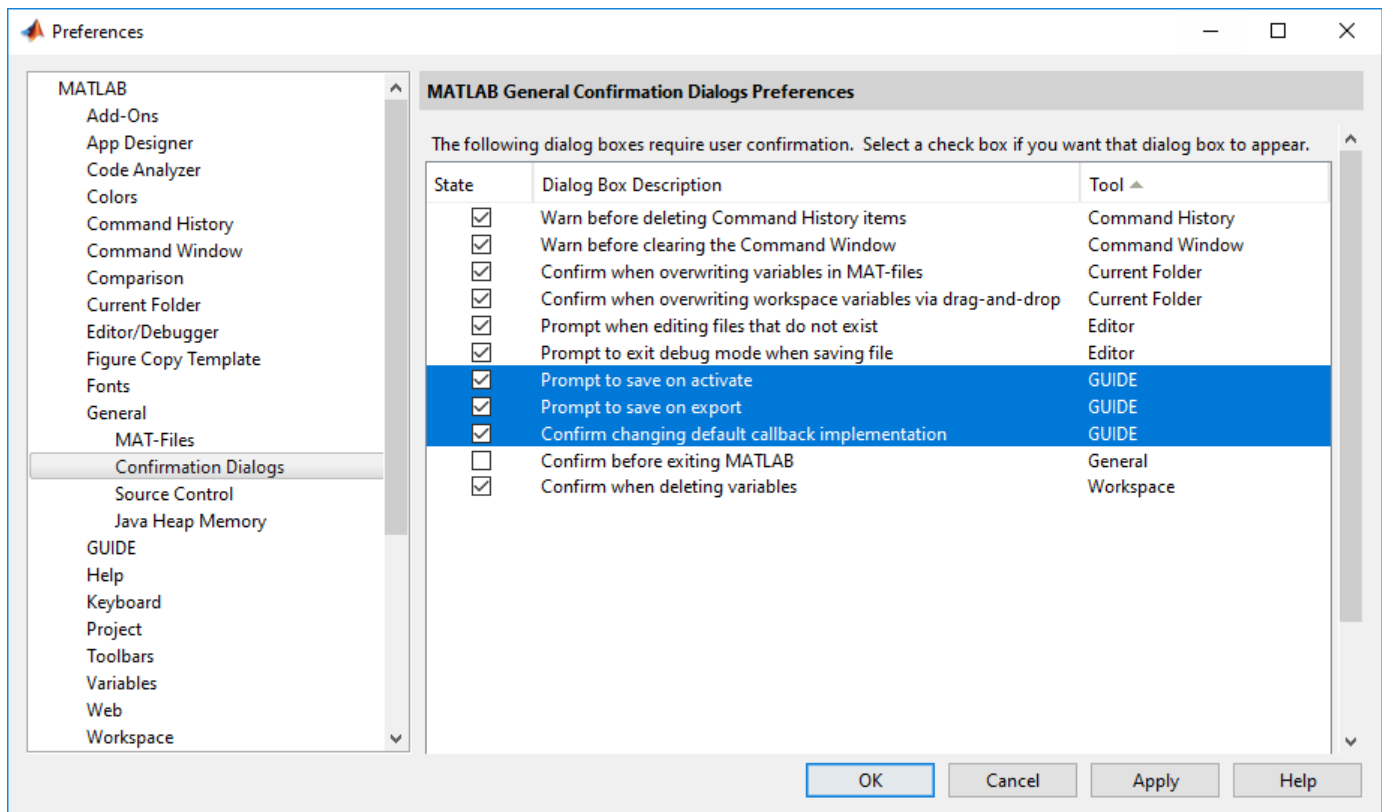 Preferences
MATLAB
Add-Ons
App Designer
Code Analyzer
Colors
Command History
Command Window
Comparison
Current Folder
Editor/Debugger
Figure Copy Template
Fonts
General
MAT-Files
Confirmation Dialogs
Source Control
Java Heap Memory
GUIDE
Help
Keyboard
Project
Toolbars
Variables
Web
Workspace
MATLAB General Confirmation Dialogs Preferences
The following dialog boxes require user confirmation. Select a check box if you want that dialog box to appear.
State Dialog Box Description Tool
Warn before deleting Command History items Command History
Warn before clearing the Command Window Command Window
Confirm when overwriting variables in MAT-files Current Folder
Confirm when overwriting workspace variables via drag-and-drop Current Folder
Prompt when editing files that do not exist Editor
Prompt to exit debug mode when saving file Editor
Prompt to save on activate GUIDE
Prompt to save on export GUIDE
Confirm changing default callback implementation GUIDE
Confirm before exiting MATLAB General
Confirm when deleting variables Workspace
OK Cancel Apply Help